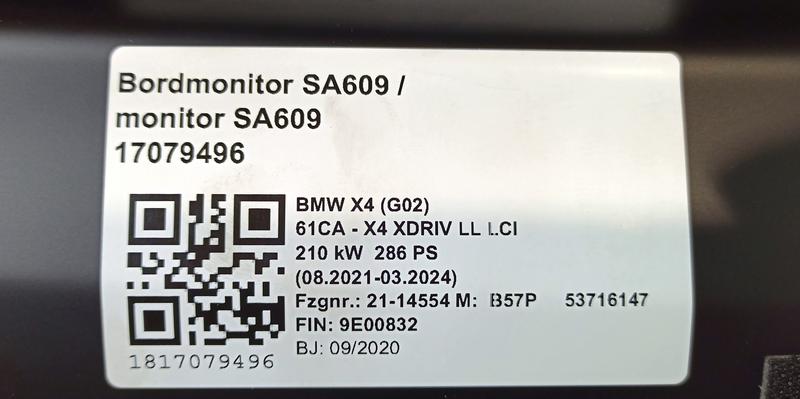 Bordmonitor SA609 /
monitor SA609
17079496
BMW X4 (G02)
61CA - X4 XDRIV LL LCI
210 kW 286 PS
(08.2021-03.2024)
Fzgnr.: 21-14554 M: B57P 53716147
FIN: 9E00832
BJ: 09/2020
1817079496